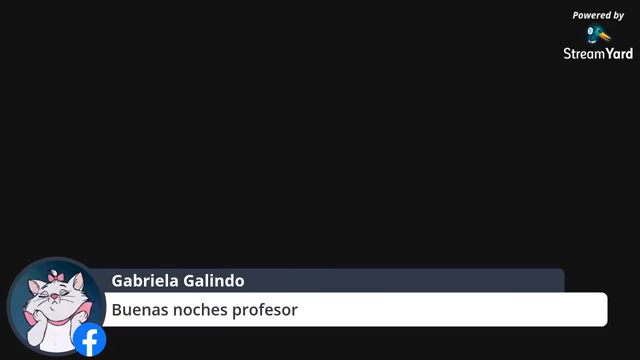 Powered by
StreamYard
Gabriela Galindo
Buenas noches profesor